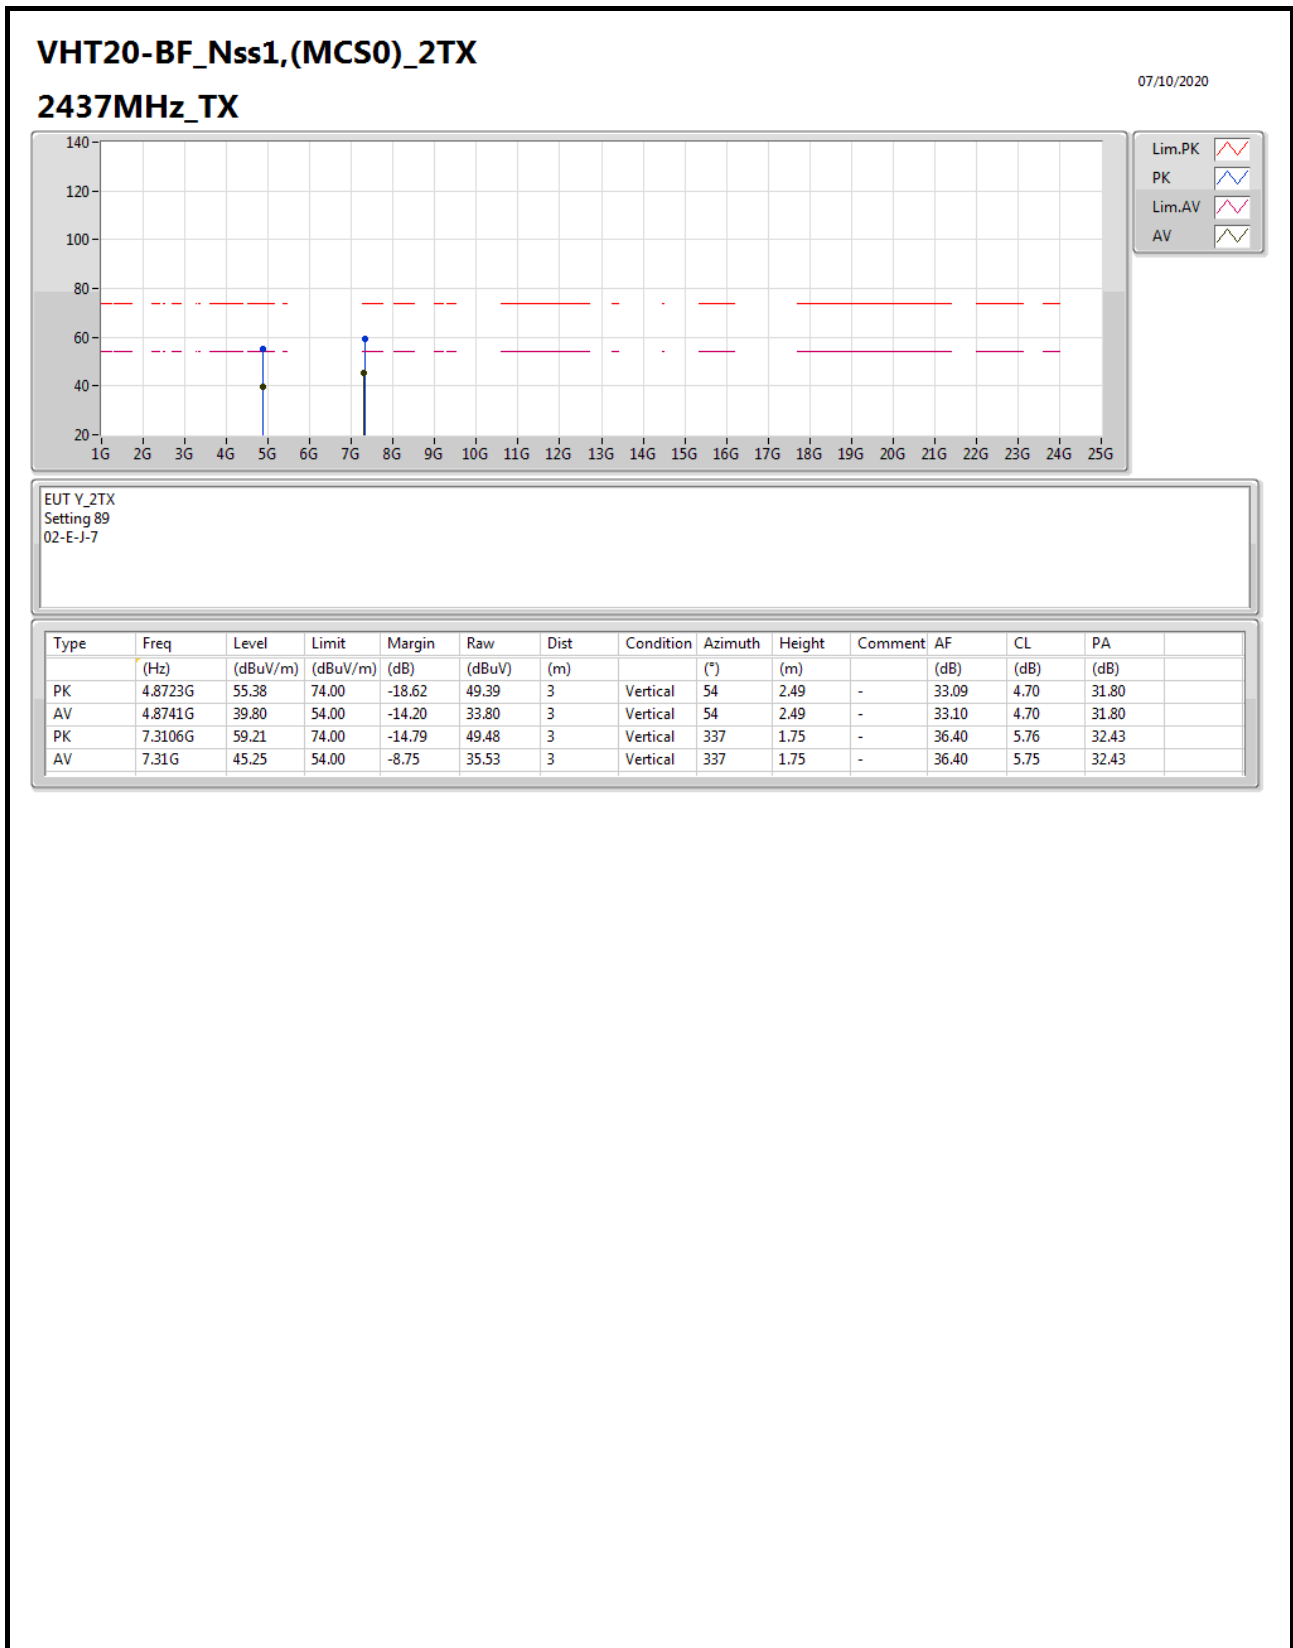 VHT20-BF_Nss1,(MCS0)_2TX
07/10/2020
2437MHz_TX
140
120
100
80
60
40
20
1G 2G 3G 4G 5G 6G 7G 8G 9G 10G 11G 12G 13G 14G 15G 16G 17G 18G 19G 20G 21G 22G 23G 24G 25G
Lim.PK
PK
Lim.AV
AV
EUT Y_2TX
Setting 89
02-E-J-7
Type Freq Level Limit Margin Raw Dist Condition Azimuth Height Comment AF CL PA
(Hz) (dBuV/m) (dBuV/m) (dB) (dBuV) (m) (°) (m) (dB) (dB) (dB)
PK 4.8723G 55.38 74.00 -18.62 49.39 3 Vertical 54 2.49 - 33.09 4.70 31.80
AV 4.8741G 39.80 54.00 -14.20 33.80 3 Vertical 54 2.49 - 33.10 4.70 31.80
PK 7.3106G 59.21 74.00 -14.79 49.48 3 Vertical 337 1.75 - 36.40 5.76 32.43
AV 7.31G 45.25 54.00 -8.75 35.53 3 Vertical 337 1.75 - 36.40 5.75 32.43